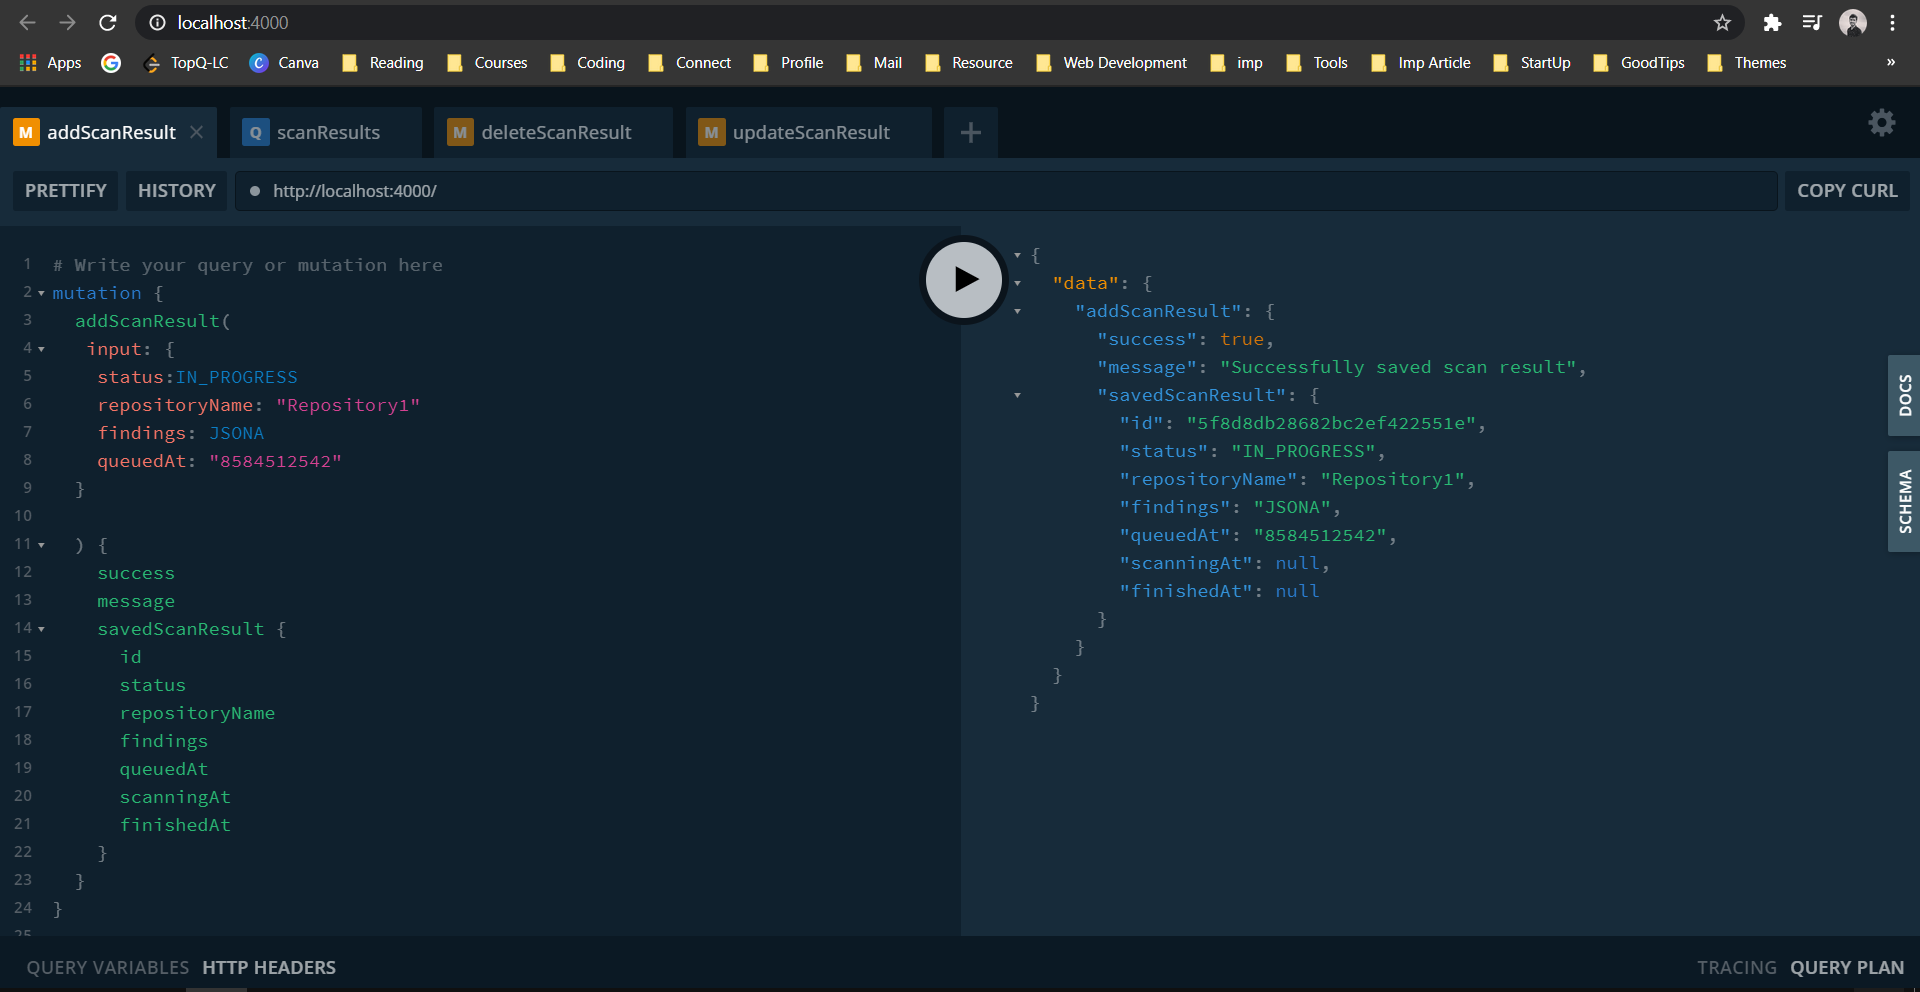 localhost:4000
Apps TopQ-LC Canva Reading Courses Coding Connect Profile Mail Resource Web Development imp Tools Imp Article StartUp GoodTips Themes »
M addScanResult Q scanResults M deleteScanResult M updateScanResult
PRETTIFY HISTORY http://localhost:4000/ COPY CURL
1 # Write your query or mutation here
2 mutation {
3 addScanResult(
4 input: {
5 status:IN_PROGRESS
6 repositoryName: "Repository1"
7 findings: JSONA
8 queuedAt: "8584512542"
9 }
10
11 ) {
12 success
13 message
14 savedScanResult {
15 id
16 status
17 repositoryName
18 findings
19 queuedAt
20 scanningAt
21 finishedAt
22 }
23 }
24 }
25
{
"data": {
"addScanResult": {
"success": true,
"message": "Successfully saved scan result",
"savedScanResult": {
"id": "5f8d8db28682bc2ef422551e",
"status": "IN_PROGRESS",
"repositoryName": "Repository1",
"findings": "JSONA",
"queuedAt": "8584512542",
"scanningAt": null,
"finishedAt": null
}
}
}
}
DOCS
SCHEMA
QUERY VARIABLES HTTP HEADERS TRACING QUERY PLAN